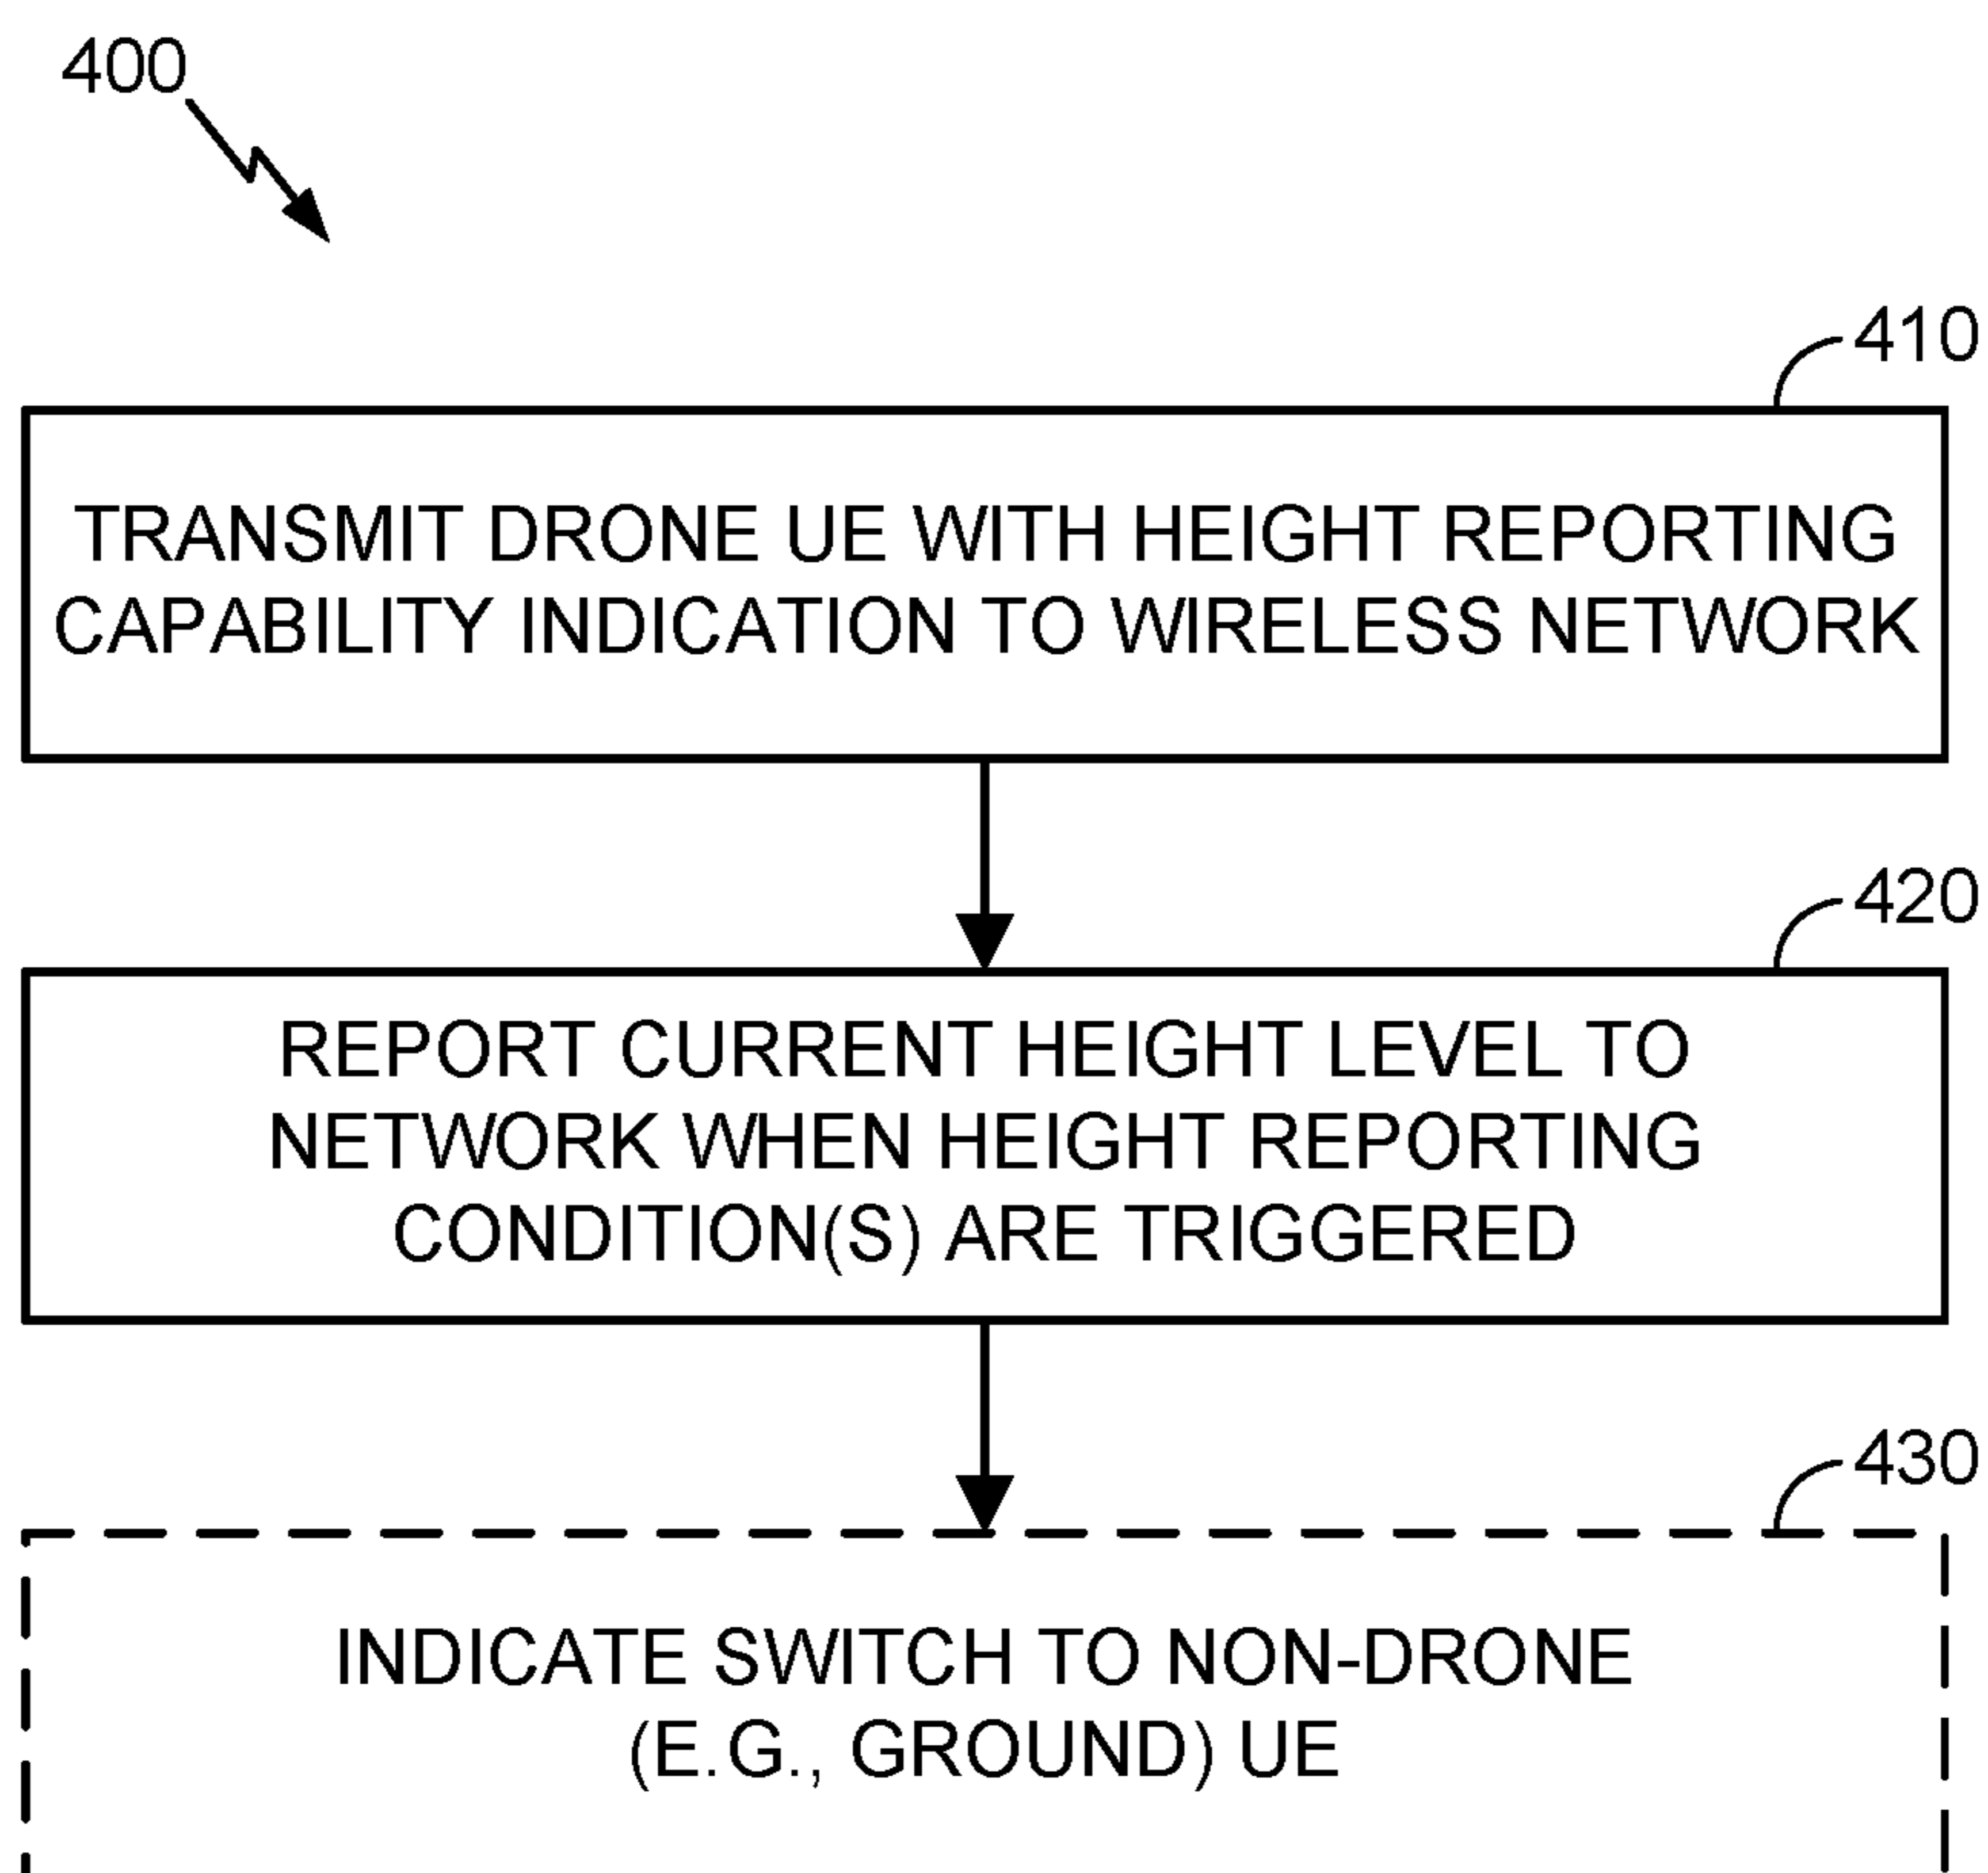 400
410
TRANSMIT DRONE UE WITH HEIGHT REPORTING
CAPABILITY INDICATION TO WIRELESS NETWORK
420
REPORT CURRENT HEIGHT LEVEL TO
NETWORK WHEN HEIGHT REPORTING
CONDITION(S) ARE TRIGGERED
430
INDICATE SWITCH TO NON-DRONE
(E.G., GROUND) UE